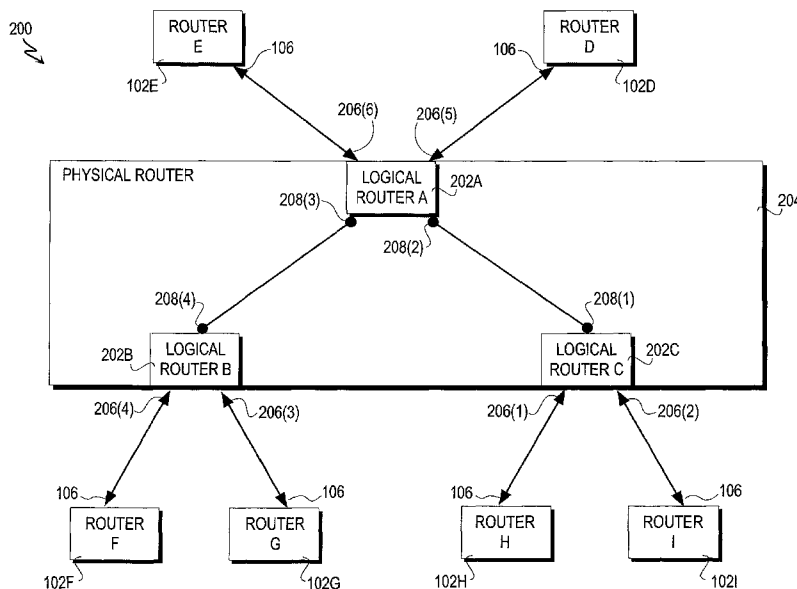 200
ROUTER
E
102E
106
206(6)
ROUTER
D
102D
106
206(5)
PHYSICAL ROUTER
LOGICAL
ROUTER A
202A
204
208(3)
208(2)
208(4)
208(1)
LOGICAL
ROUTER B
202B
LOGICAL
ROUTER C
202C
206(4)
206(3)
206(1)
206(2)
106
106
106
106
ROUTER
F
102F
ROUTER
G
102G
ROUTER
H
102H
ROUTER
I
102I